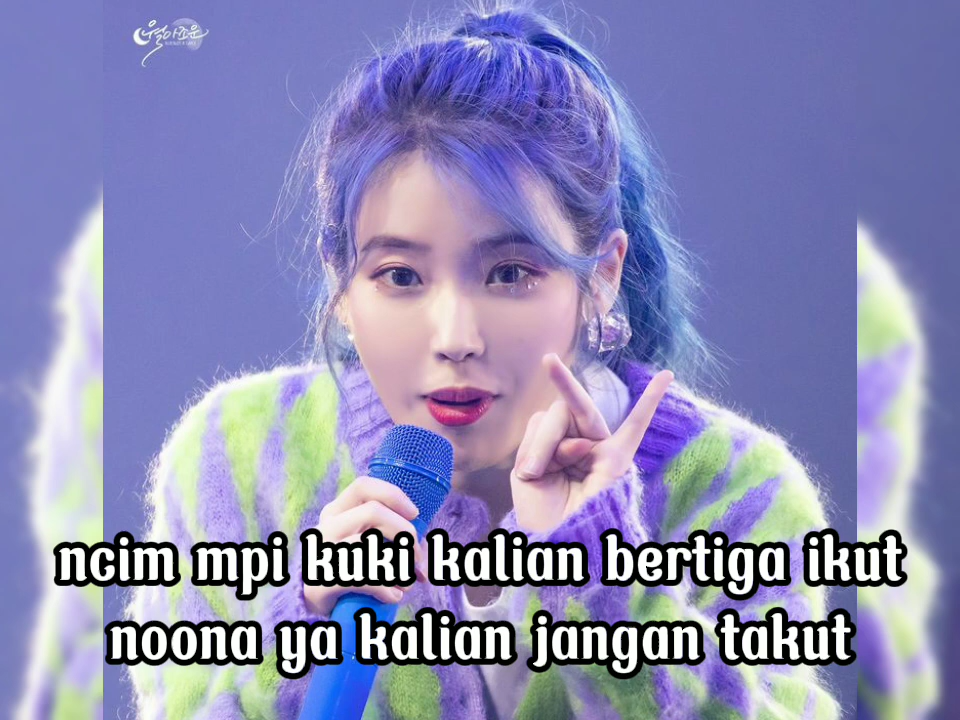 ncim mpi kuki kalian bertiga ikut
noona ya kalian jangan takut